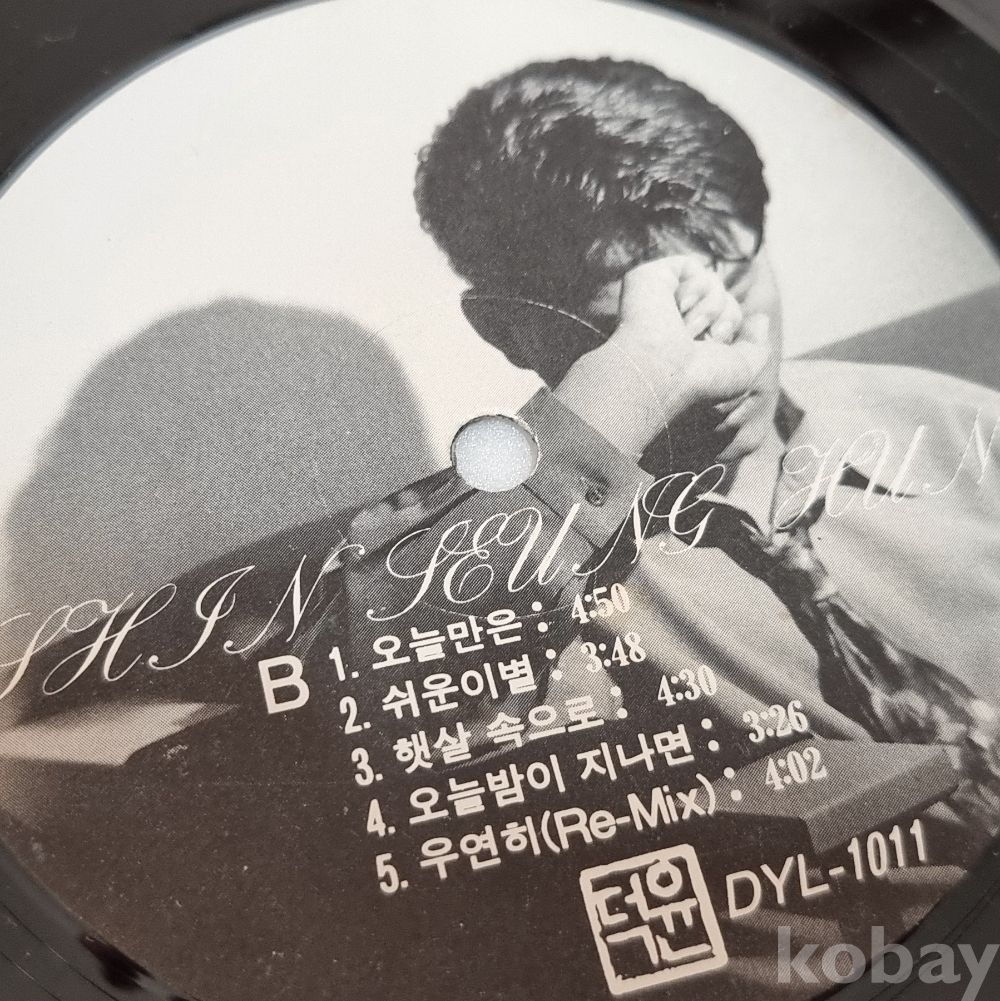 SHIN SEUNG HUN
B
1. 오늘만은 : 4:50
2. 쉬운이별 : 3:48
3. 햇살 속으로 : 4:30
4. 오늘밤이 지나면 : 3:26
5. 우연히(Re-Mix) : 4:02
덕윤 DYL-1011
kobay